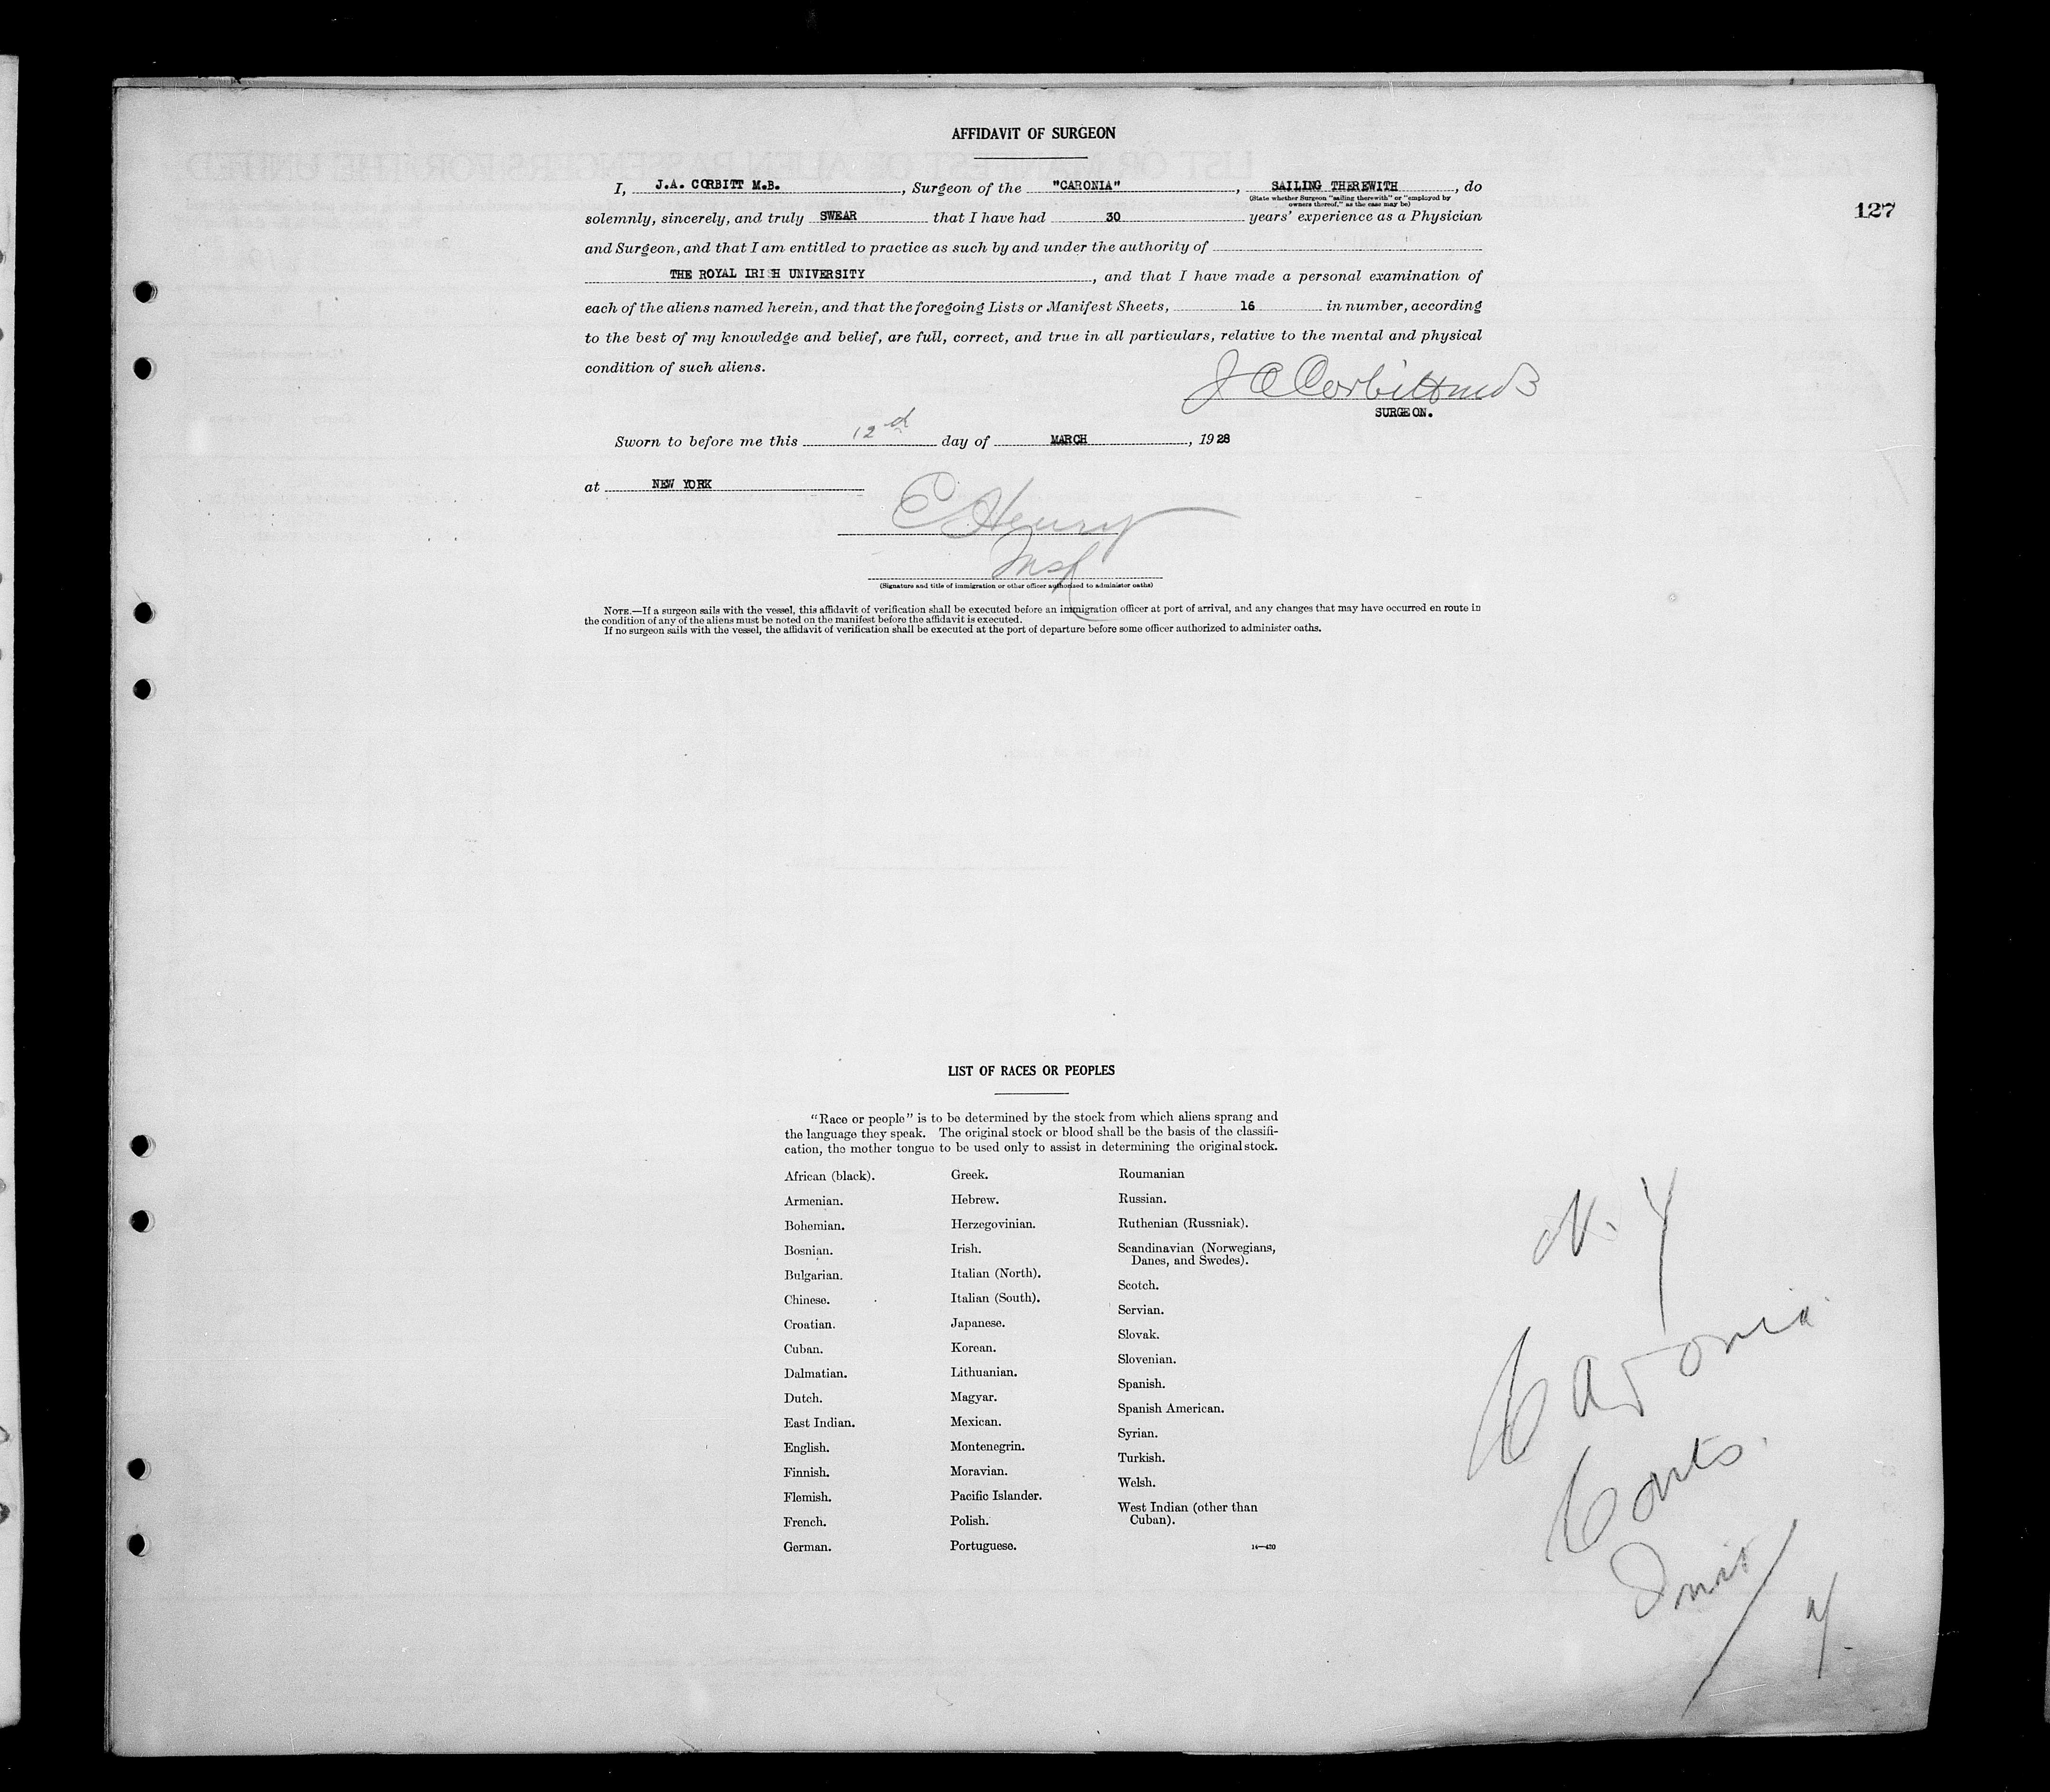 AFFIDAVIT OF SURGEON
I, J.A. CORBITT M.B., Surgeon of the "CARONIA", SAILING THEREWITH, do
(State whether Surgeon "sailing therewith" or "employed by
owners thereof," as the case may be)
127
solemnly, sincerely, and truly SWEAR that I have had 30 years' experience as a Physician
and Surgeon, and that I am entitled to practice as such by and under the authority of
THE ROYAL IRISH UNIVERSITY, and that I have made a personal examination of
each of the aliens named herein, and that the foregoing Lists or Manifest Sheets, 16 in number, according
to the best of my knowledge and belief, are full, correct, and true in all particulars, relative to the mental and physical
condition of such aliens.
J A Corbitt MB
SURGEON.
Sworn to before me this 12d day of MARCH, 1928
at NEW YORK
E Henry
Insp
(Signature and title of immigration or other officer authorized to administer oaths)
NOTE.—If a surgeon sails with the vessel, this affidavit of verification shall be executed before an immigration officer at port of arrival, and any changes that may have occurred en route in
the condition of any of the aliens must be noted on the manifest before the affidavit is executed.
If no surgeon sails with the vessel, the affidavit of verification shall be executed at the port of departure before some officer authorized to administer oaths.
LIST OF RACES OR PEOPLES
"Race or people" is to be determined by the stock from which aliens sprang and
the language they speak. The original stock or blood shall be the basis of the classifi-
cation, the mother tongue to be used only to assist in determining the original stock.
African (black).
Armenian.
Bohemian.
Bosnian.
Bulgarian.
Chinese.
Croatian.
Cuban.
Dalmatian.
Dutch.
East Indian.
English.
Finnish.
Flemish.
French.
German.
Greek.
Hebrew.
Herzegovinian.
Irish.
Italian (North).
Italian (South).
Japanese.
Korean.
Lithuanian.
Magyar.
Mexican.
Montenegrin.
Moravian.
Pacific Islander.
Polish.
Portuguese.
Roumanian
Russian.
Ruthenian (Russniak).
Scandinavian (Norwegians,
Danes, and Swedes).
Scotch.
Servian.
Slovak.
Slovenian.
Spanish.
Spanish American.
Syrian.
Turkish.
Welsh.
West Indian (other than
Cuban).
14—420
N. Y
Caronia